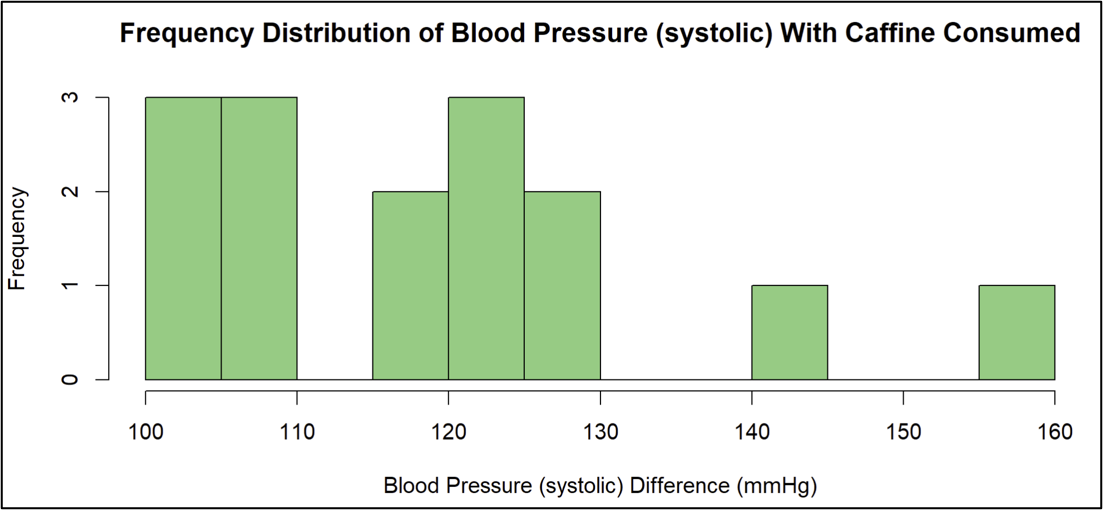 Frequency Distribution of Blood Pressure (systolic) With Caffine Consumed
3
2
1
0
Frequency
100 110 120 130 140 150 160
Blood Pressure (systolic) Difference (mmHg)